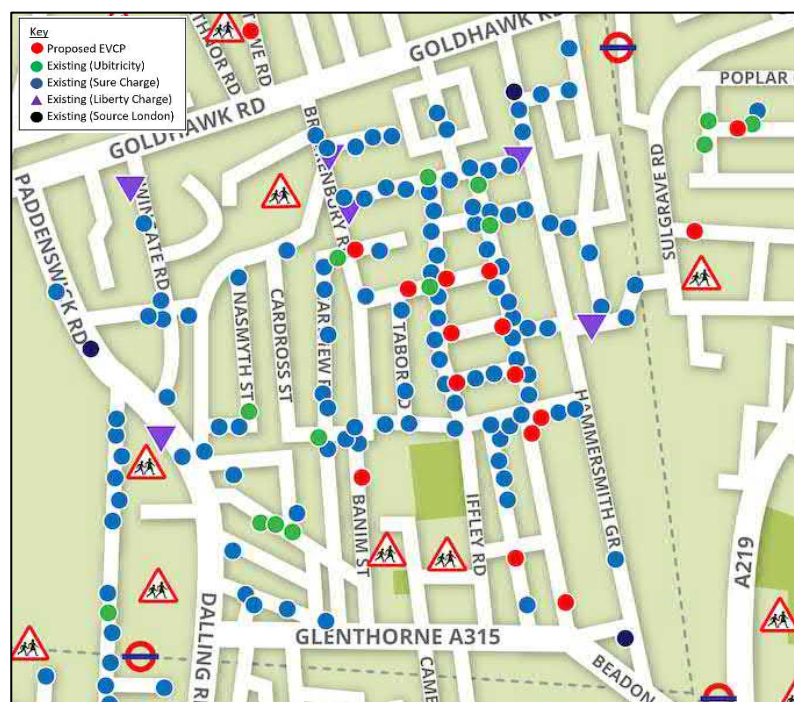 Key
Proposed EVCP
Existing (Ubitricity)
Existing (Sure Charge)
Existing (Liberty Charge)
Existing (Source London)
GOLDHAWK RD
GOLDHAWK RD
POPLAR
SULGRAVE RD
PADDENSWICK RD
NASMYTH ST
CARDROSS ST
TABOR
HAMMERSMITH GR
BANIM ST
IFFLEY RD
A219
DALLING R
GLENTHORNE A315
BEADON
CAMB